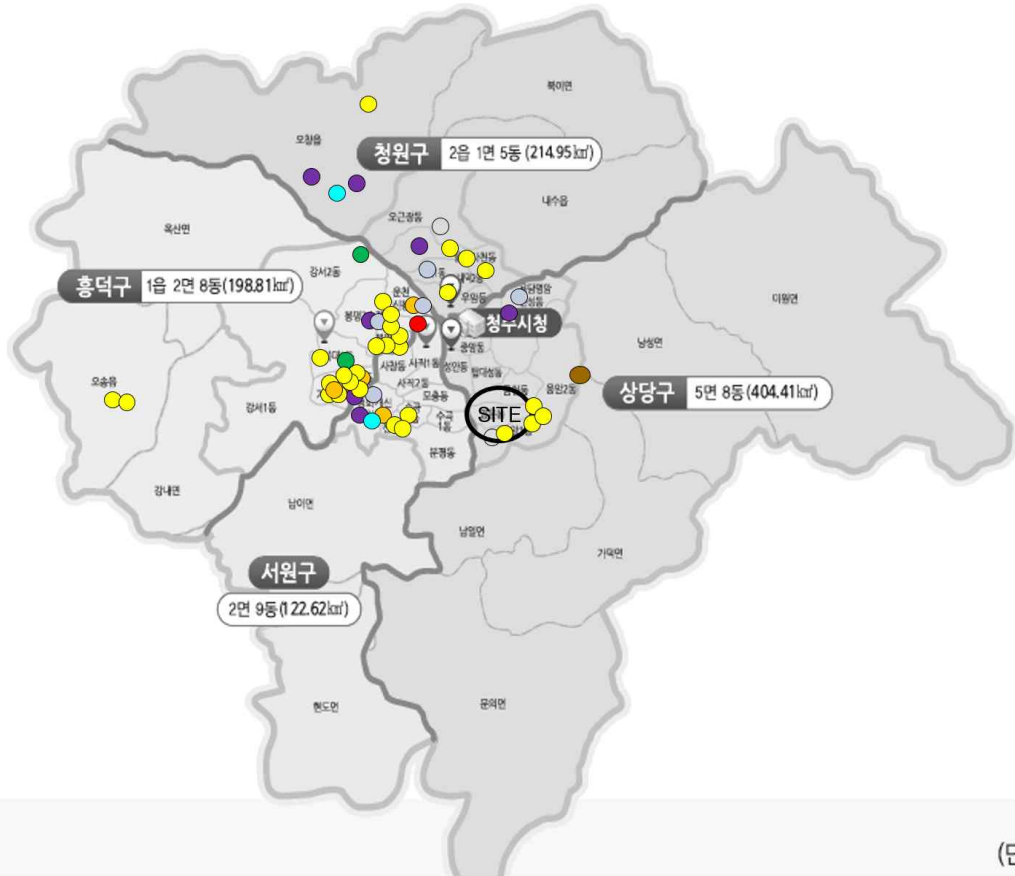 북이면
오창읍
청원구 2읍 1면 5동 (214.95㎢)
내수읍
오근장동
옥산면
강서2동
흥덕구 1읍 2면 8동(198.81㎢)
운천
우암동
미원면
청주시청
낭성면
중앙동
사창동
사직1동
성안동
탑대성동
오송읍
사직2동
모충동
용암2동
상당구 5면 8동(404.41㎢)
강서1동
SITE
수곡
1동
분평동
강내면
남이면
남일면
가덕면
서원구
2면 9동(122.62㎢)
현도면
문의면
(단